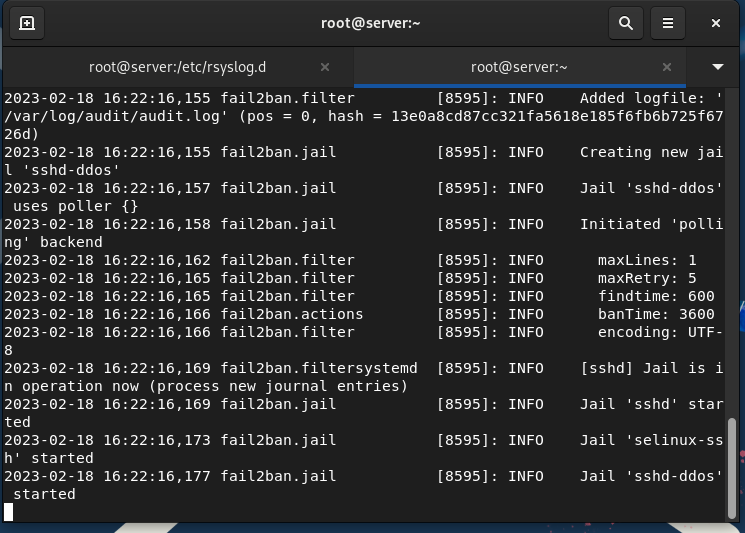 root@server:~
root@server:/etc/rsyslog.d
root@server:~
2023-02-18 16:22:16,155 fail2ban.filter         [8595]: INFO    Added logfile: '
/var/log/audit/audit.log' (pos = 0, hash = 13e0a8cd87cc321fa5618e185f6fb6b725f67
26d)
2023-02-18 16:22:16,155 fail2ban.jail           [8595]: INFO    Creating new jai
l 'sshd-ddos'
2023-02-18 16:22:16,157 fail2ban.jail           [8595]: INFO    Jail 'sshd-ddos'
 uses poller {}
2023-02-18 16:22:16,158 fail2ban.jail           [8595]: INFO    Initiated 'polli
ng' backend
2023-02-18 16:22:16,162 fail2ban.filter         [8595]: INFO      maxLines: 1
2023-02-18 16:22:16,165 fail2ban.filter         [8595]: INFO      maxRetry: 5
2023-02-18 16:22:16,165 fail2ban.filter         [8595]: INFO      findtime: 600
2023-02-18 16:22:16,166 fail2ban.actions        [8595]: INFO      banTime: 3600
2023-02-18 16:22:16,166 fail2ban.filter         [8595]: INFO      encoding: UTF-
8
2023-02-18 16:22:16,169 fail2ban.filtersystemd  [8595]: INFO    [sshd] Jail is i
n operation now (process new journal entries)
2023-02-18 16:22:16,169 fail2ban.jail           [8595]: INFO    Jail 'sshd' star
ted
2023-02-18 16:22:16,173 fail2ban.jail           [8595]: INFO    Jail 'selinux-ss
h' started
2023-02-18 16:22:16,177 fail2ban.jail           [8595]: INFO    Jail 'sshd-ddos'
 started